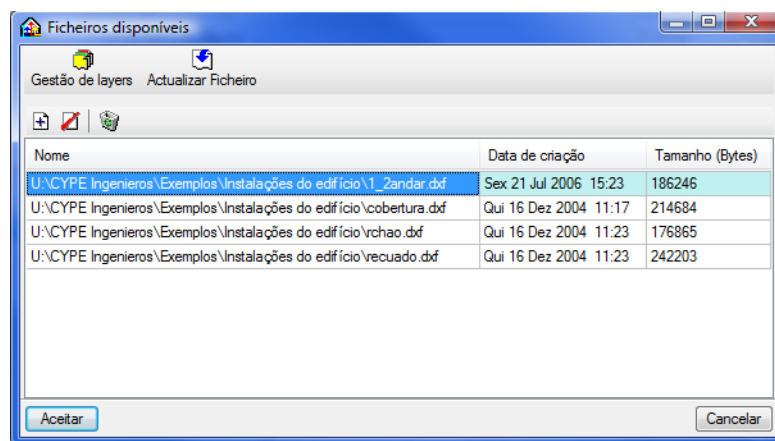 Ficheiros disponíveis
Gestão de layers Actualizar Ficheiro
Nome Data de criação Tamanho (Bytes)
U:\CYPE Ingenieros\Exemplos\Instalações do edifício\1_2andar.dxf Sex 21 Jul 2006 15:23 186246
U:\CYPE Ingenieros\Exemplos\Instalações do edifício\cobertura.dxf Qui 16 Dez 2004 11:17 214684
U:\CYPE Ingenieros\Exemplos\Instalações do edifício\rchao.dxf Qui 16 Dez 2004 11:23 176865
U:\CYPE Ingenieros\Exemplos\Instalações do edifício\recuado.dxf Qui 16 Dez 2004 11:23 242203
Aceitar Cancelar